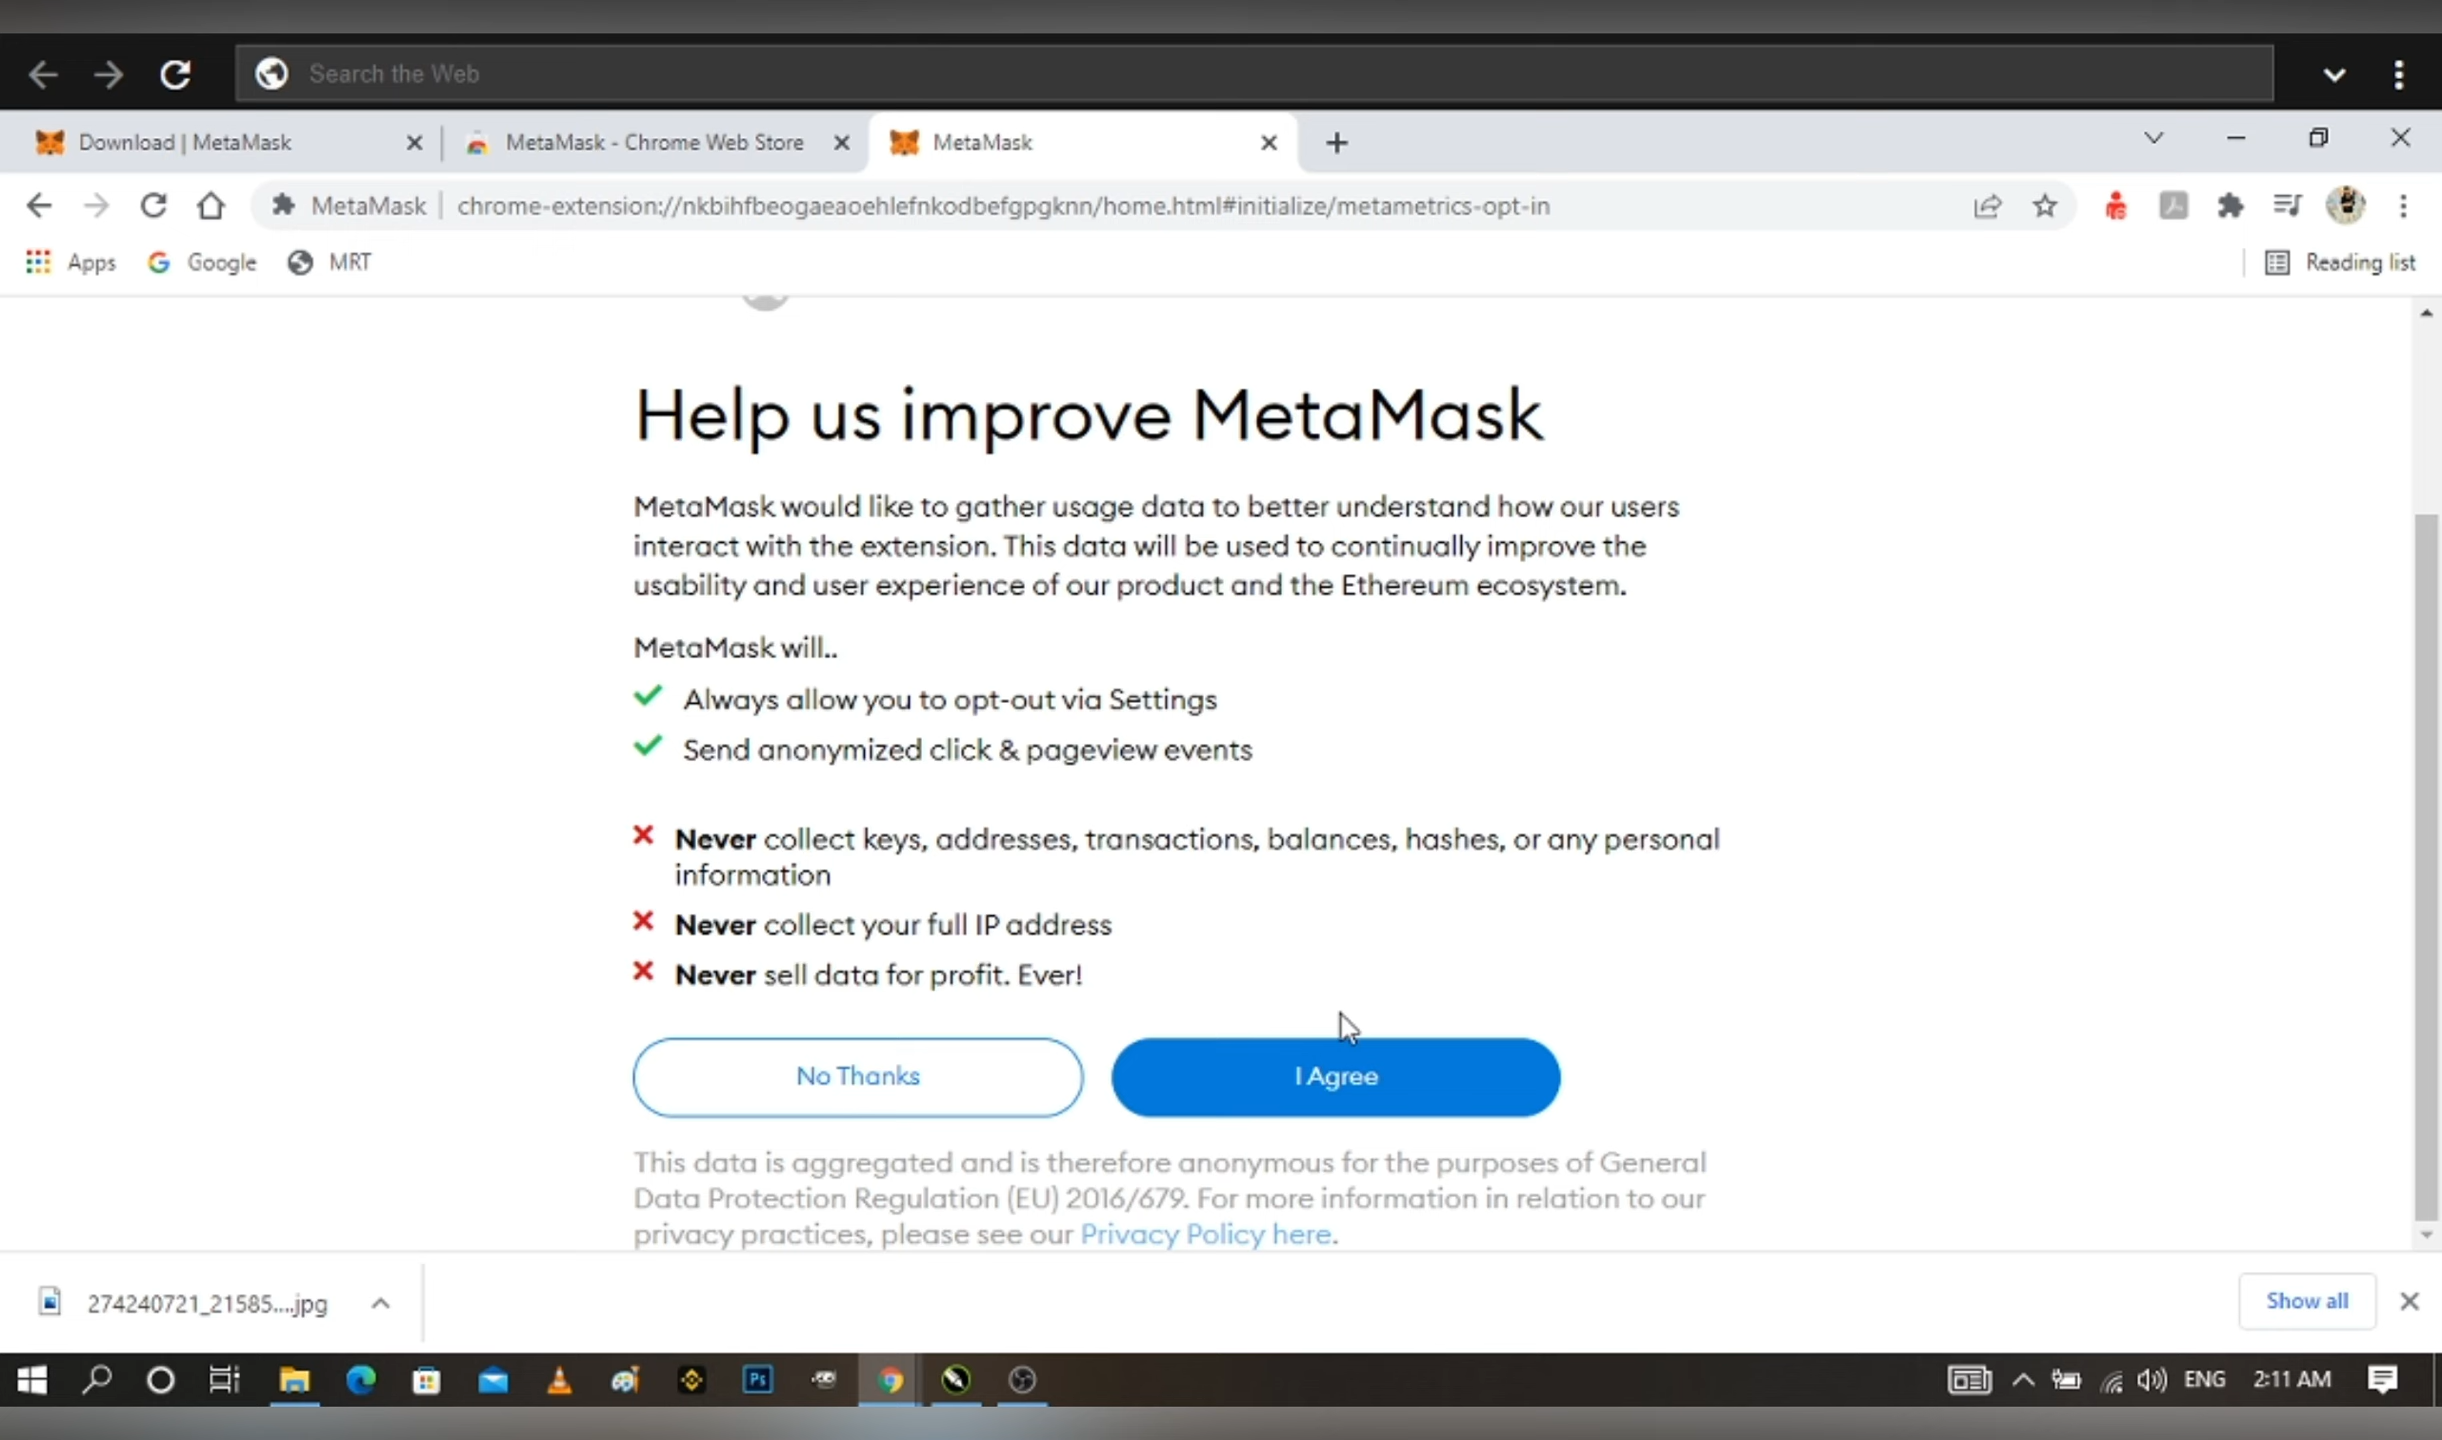 Search the Web
Download | MetaMask
MetaMask - Chrome Web Store
MetaMask
MetaMask
chrome-extension://nkbihfbeogaeaoehlefnkodbefgpgknn/home.html#initialize/metametrics-opt-in
Apps
Google
MRT
Reading list
Help us improve MetaMask
MetaMask would like to gather usage data to better understand how our users
interact with the extension. This data will be used to continually improve the
usability and user experience of our product and the Ethereum ecosystem.
MetaMask will..
Always allow you to opt-out via Settings
Send anonymized click & pageview events
Never collect keys, addresses, transactions, balances, hashes, or any personal
information
Never collect your full IP address
Never sell data for profit. Ever!
No Thanks
I Agree
This data is aggregated and is therefore anonymous for the purposes of General
Data Protection Regulation (EU) 2016/679. For more information in relation to our
privacy practices, please see our Privacy Policy here.
274240721_21585....jpg
Show all
Ps
ENG
2:11 AM